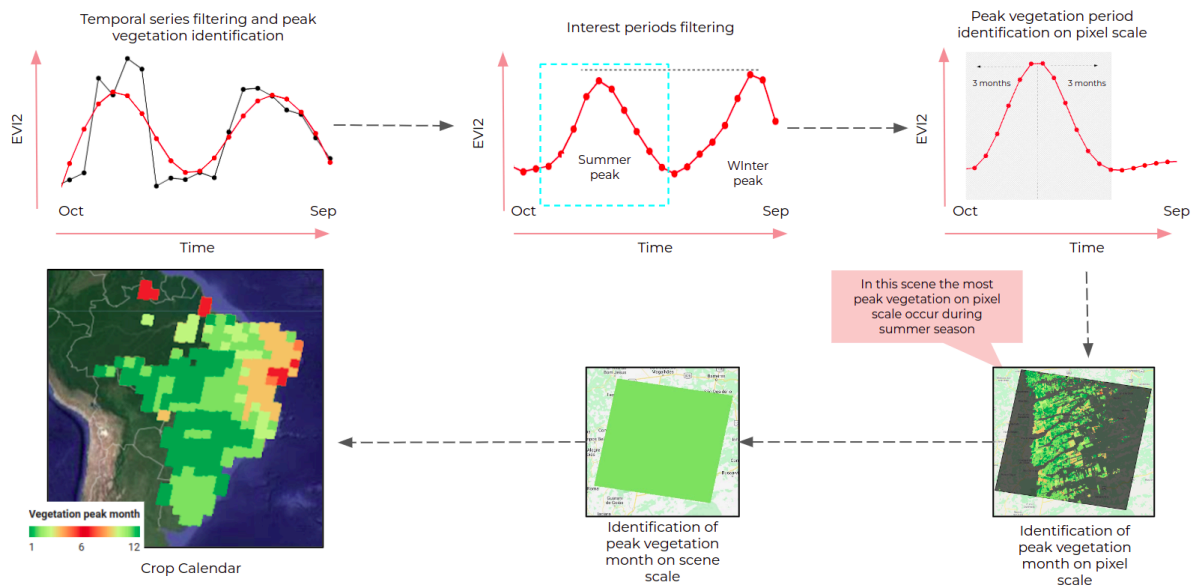 Temporal series filtering and peak
vegetation identification
EVI2
Oct
Sep
Time
Interest periods filtering
EVI2
Summer
peak
WInter
peak
Oct
Sep
Time
Peak vegetation period
identification on pixel scale
EVI2
3 months
3 months
Oct
Sep
Time
In this scene the most
peak vegetation on pixel
scale occur during
summer season
Identification of
peak vegetation
month on pixel
scale
Identification of
peak vegetation
month on scene
scale
Vegetation peak month
1
6
12
Crop Calendar